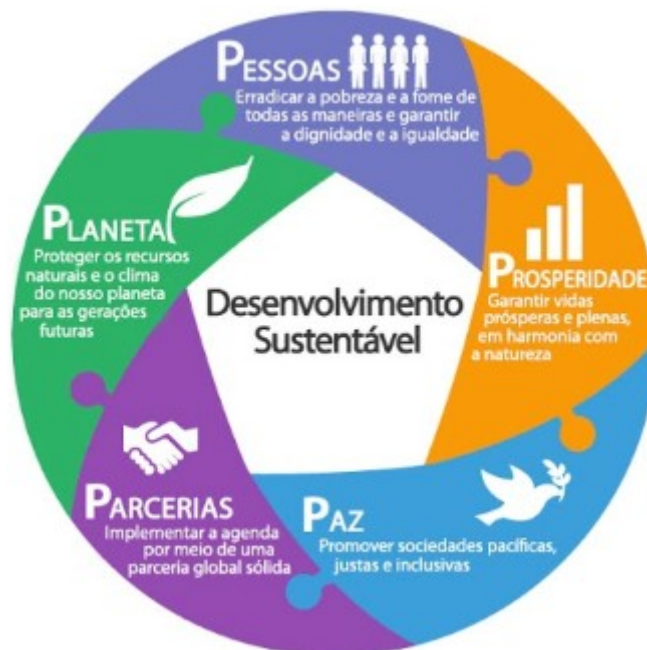 PESSOAS
Erradicar a pobreza e a fome de
todas as maneiras e garantir
a dignidade e a igualdade
PROSPERIDADE
Garantir vidas
prósperas e plenas,
em harmonia com
a natureza
PAZ
Promover sociedades pacíficas,
justas e inclusivas
PARCERIAS
Implementar a agenda
por meio de uma
parceria global sólida
PLANETA
Proteger os recursos
naturais e o clima
do nosso planeta
para as gerações
futuras
Desenvolvimento
Sustentável